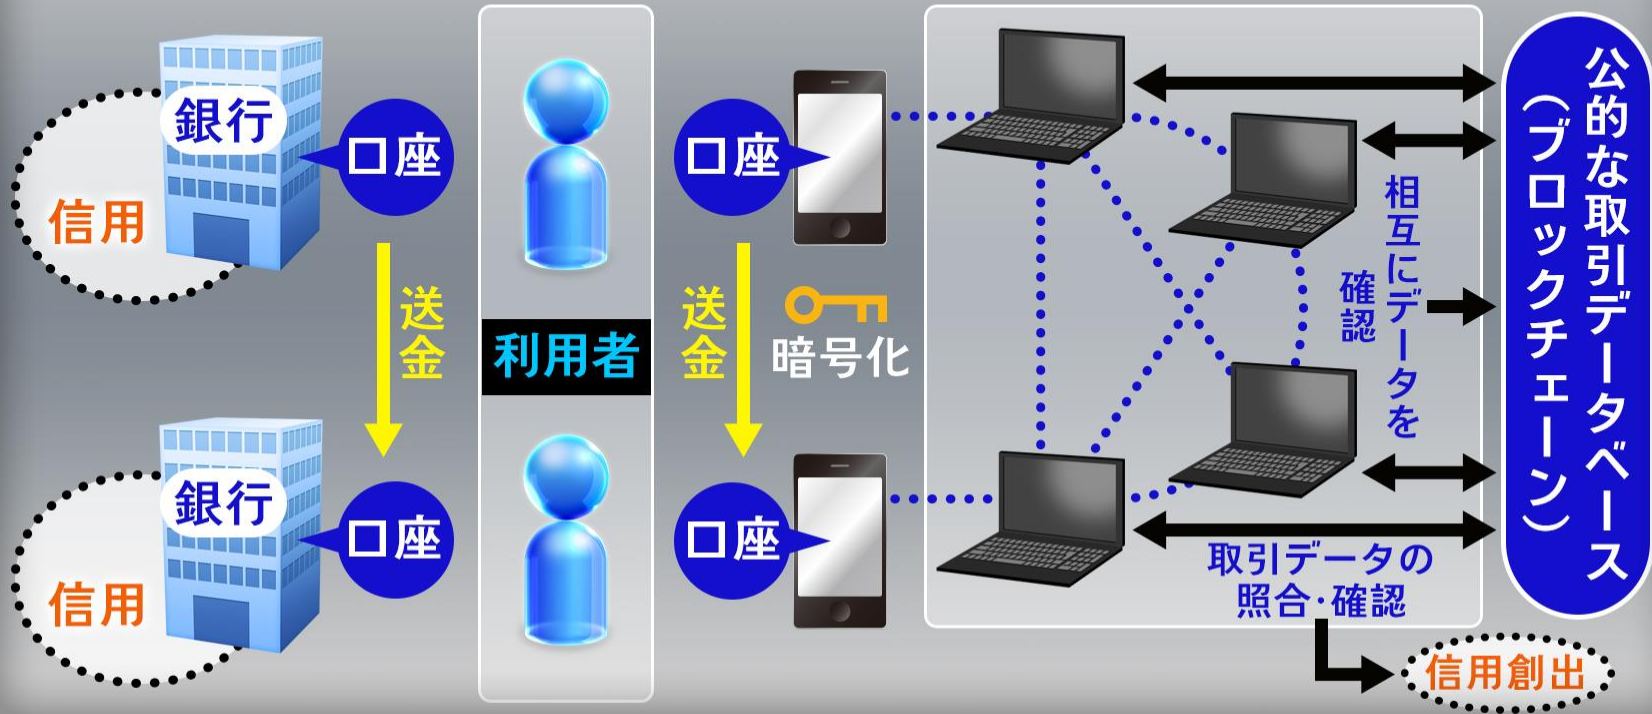 銀行
信用
口座
送金
銀行
信用
口座
利用者
口座
送金
暗号化
口座
相互にデータを
確認
取引データの
照合・確認
信用創出
公的な取引データベース
(ブロックチェーン)